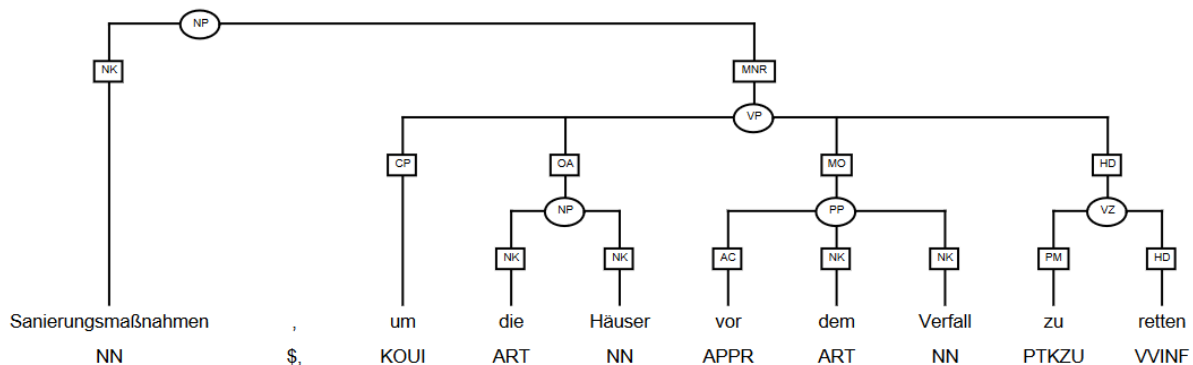 NP
NK MNR
VP
CP OA MO HD
NP PP VZ
NK NK AC NK NK PM HD
Sanierungsmaßnahmen , um die Häuser vor dem Verfall zu retten
NN $, KOUI ART NN APPR ART NN PTKZU VVINF